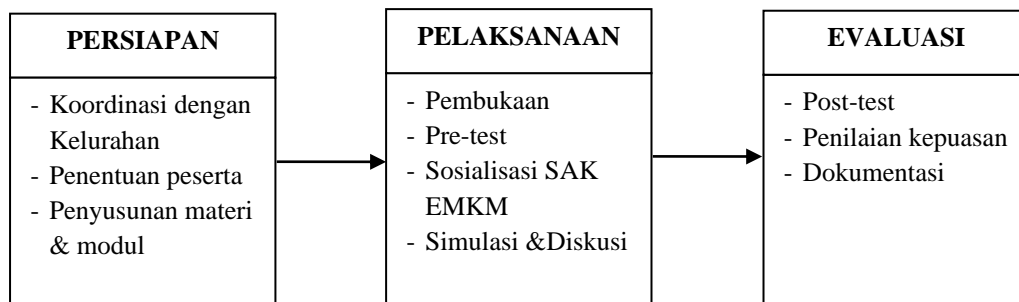 PERSIAPAN
- Koordinasi dengan
Kelurahan
- Penentuan peserta
- Penyusunan materi
& modul
PELAKSANAAN
- Pembukaan
- Pre-test
- Sosialisasi SAK
EMKM
- Simulasi &Diskusi
EVALUASI
- Post-test
- Penilaian kepuasan
- Dokumentasi